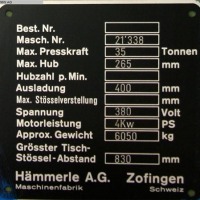 Best. Nr.
Masch. Nr. 21'338
Max. Presskraft 35 Tonnen
Max. Hub 265 mm
Hubzahl p. Min.
Ausladung 400 mm
Max. Stösselverstellung mm
Spannung 380 Volt
Motorleistung 4Kw PS
Approx. Gewicht 6050 kg
Grösster Tisch-
Stössel-Abstand 830 mm
Hämmerle A.G. Zofingen
Maschinenfabrik Schweiz